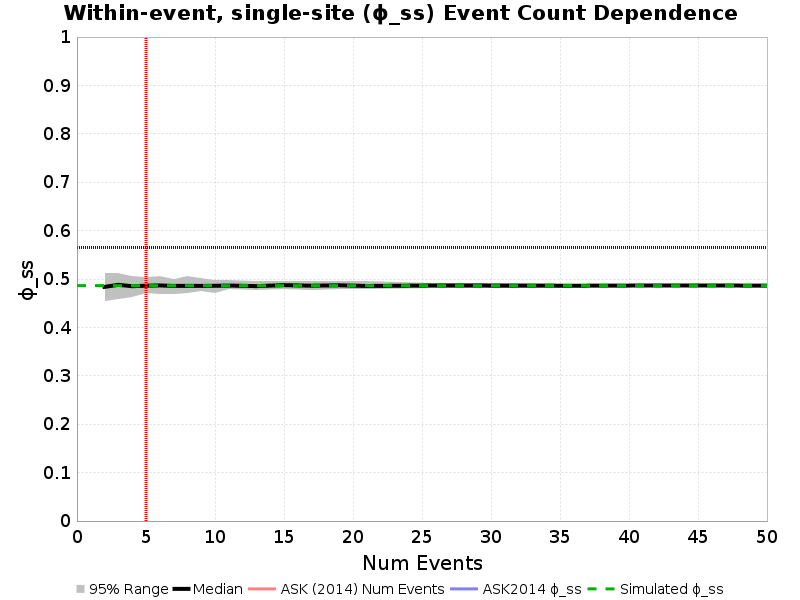 Within-event, single-site (ϕ_ss) Event Count Dependence
1
0.9
0.8
0.7
0.6
0.5
0.4
0.3
0.2
0.1
0
ϕ_ss
0 5 10 15 20 25 30 35 40 45 50
Num Events
95% Range Median ASK (2014) Num Events ASK2014 ϕ_ss Simulated ϕ_ss